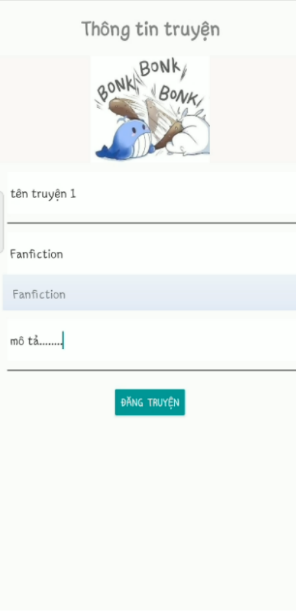 Thông tin truyện
BONK
BONK
BONK
tên truyện 1
Fanfiction
Fanfiction
mô tả........
ĐĂNG TRUYỆN